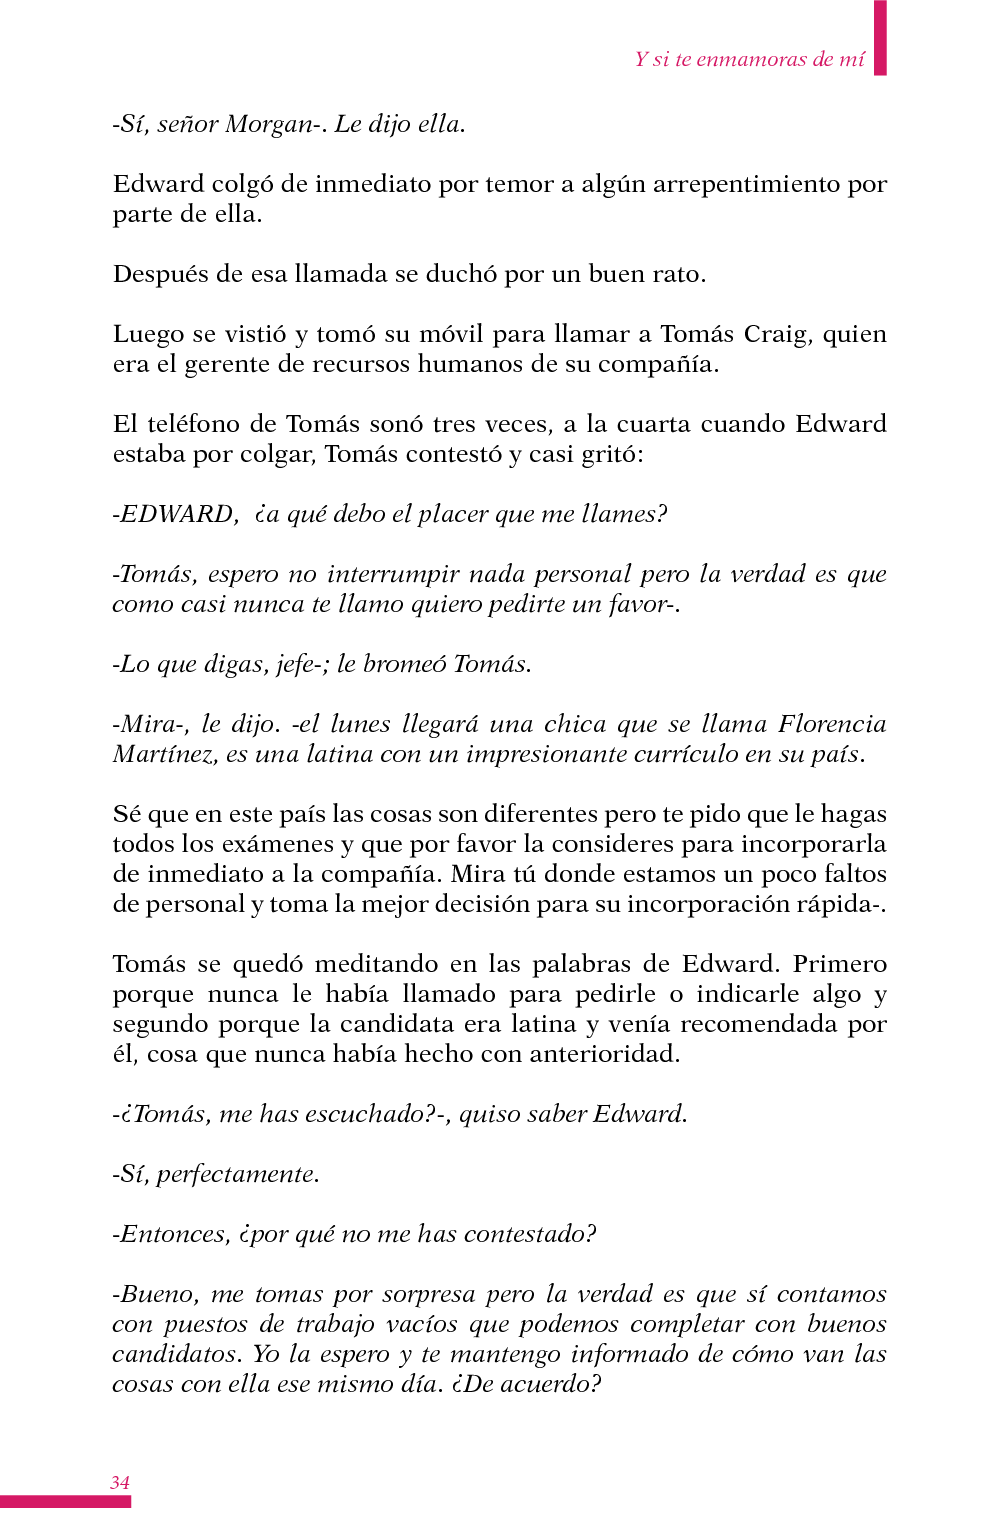 Y si te enmamoras de mí
-Sí, señor Morgan-. Le dijo ella.
Edward colgó de inmediato por temor a algún arrepentimiento por
parte de ella.
Después de esa llamada se duchó por un buen rato.
Luego se vistió y tomó su móvil para llamar a Tomás Craig, quien
era el gerente de recursos humanos de su compañía.
El teléfono de Tomás sonó tres veces, a la cuarta cuando Edward
estaba por colgar, Tomás contestó y casi gritó:
-EDWARD,  ¿a qué debo el placer que me llames?
-Tomás, espero no interrumpir nada personal pero la verdad es que
como casi nunca te llamo quiero pedirte un favor-.
-Lo que digas, jefe-; le bromeó Tomás.
-Mira-, le dijo. -el lunes llegará una chica que se llama Florencia
Martínez, es una latina con un impresionante currículo en su país.
Sé que en este país las cosas son diferentes pero te pido que le hagas
todos los exámenes y que por favor la consideres para incorporarla
de inmediato a la compañía. Mira tú donde estamos un poco faltos
de personal y toma la mejor decisión para su incorporación rápida-.
Tomás se quedó meditando en las palabras de Edward. Primero
porque nunca le había llamado para pedirle o indicarle algo y
segundo porque la candidata era latina y venía recomendada por
él, cosa que nunca había hecho con anterioridad.
-¿Tomás, me has escuchado?-, quiso saber Edward.
-Sí, perfectamente.
-Entonces, ¿por qué no me has contestado?
-Bueno, me tomas por sorpresa pero la verdad es que sí contamos
con puestos de trabajo vacíos que podemos completar con buenos
candidatos. Yo la espero y te mantengo informado de cómo van las
cosas con ella ese mismo día. ¿De acuerdo?
34